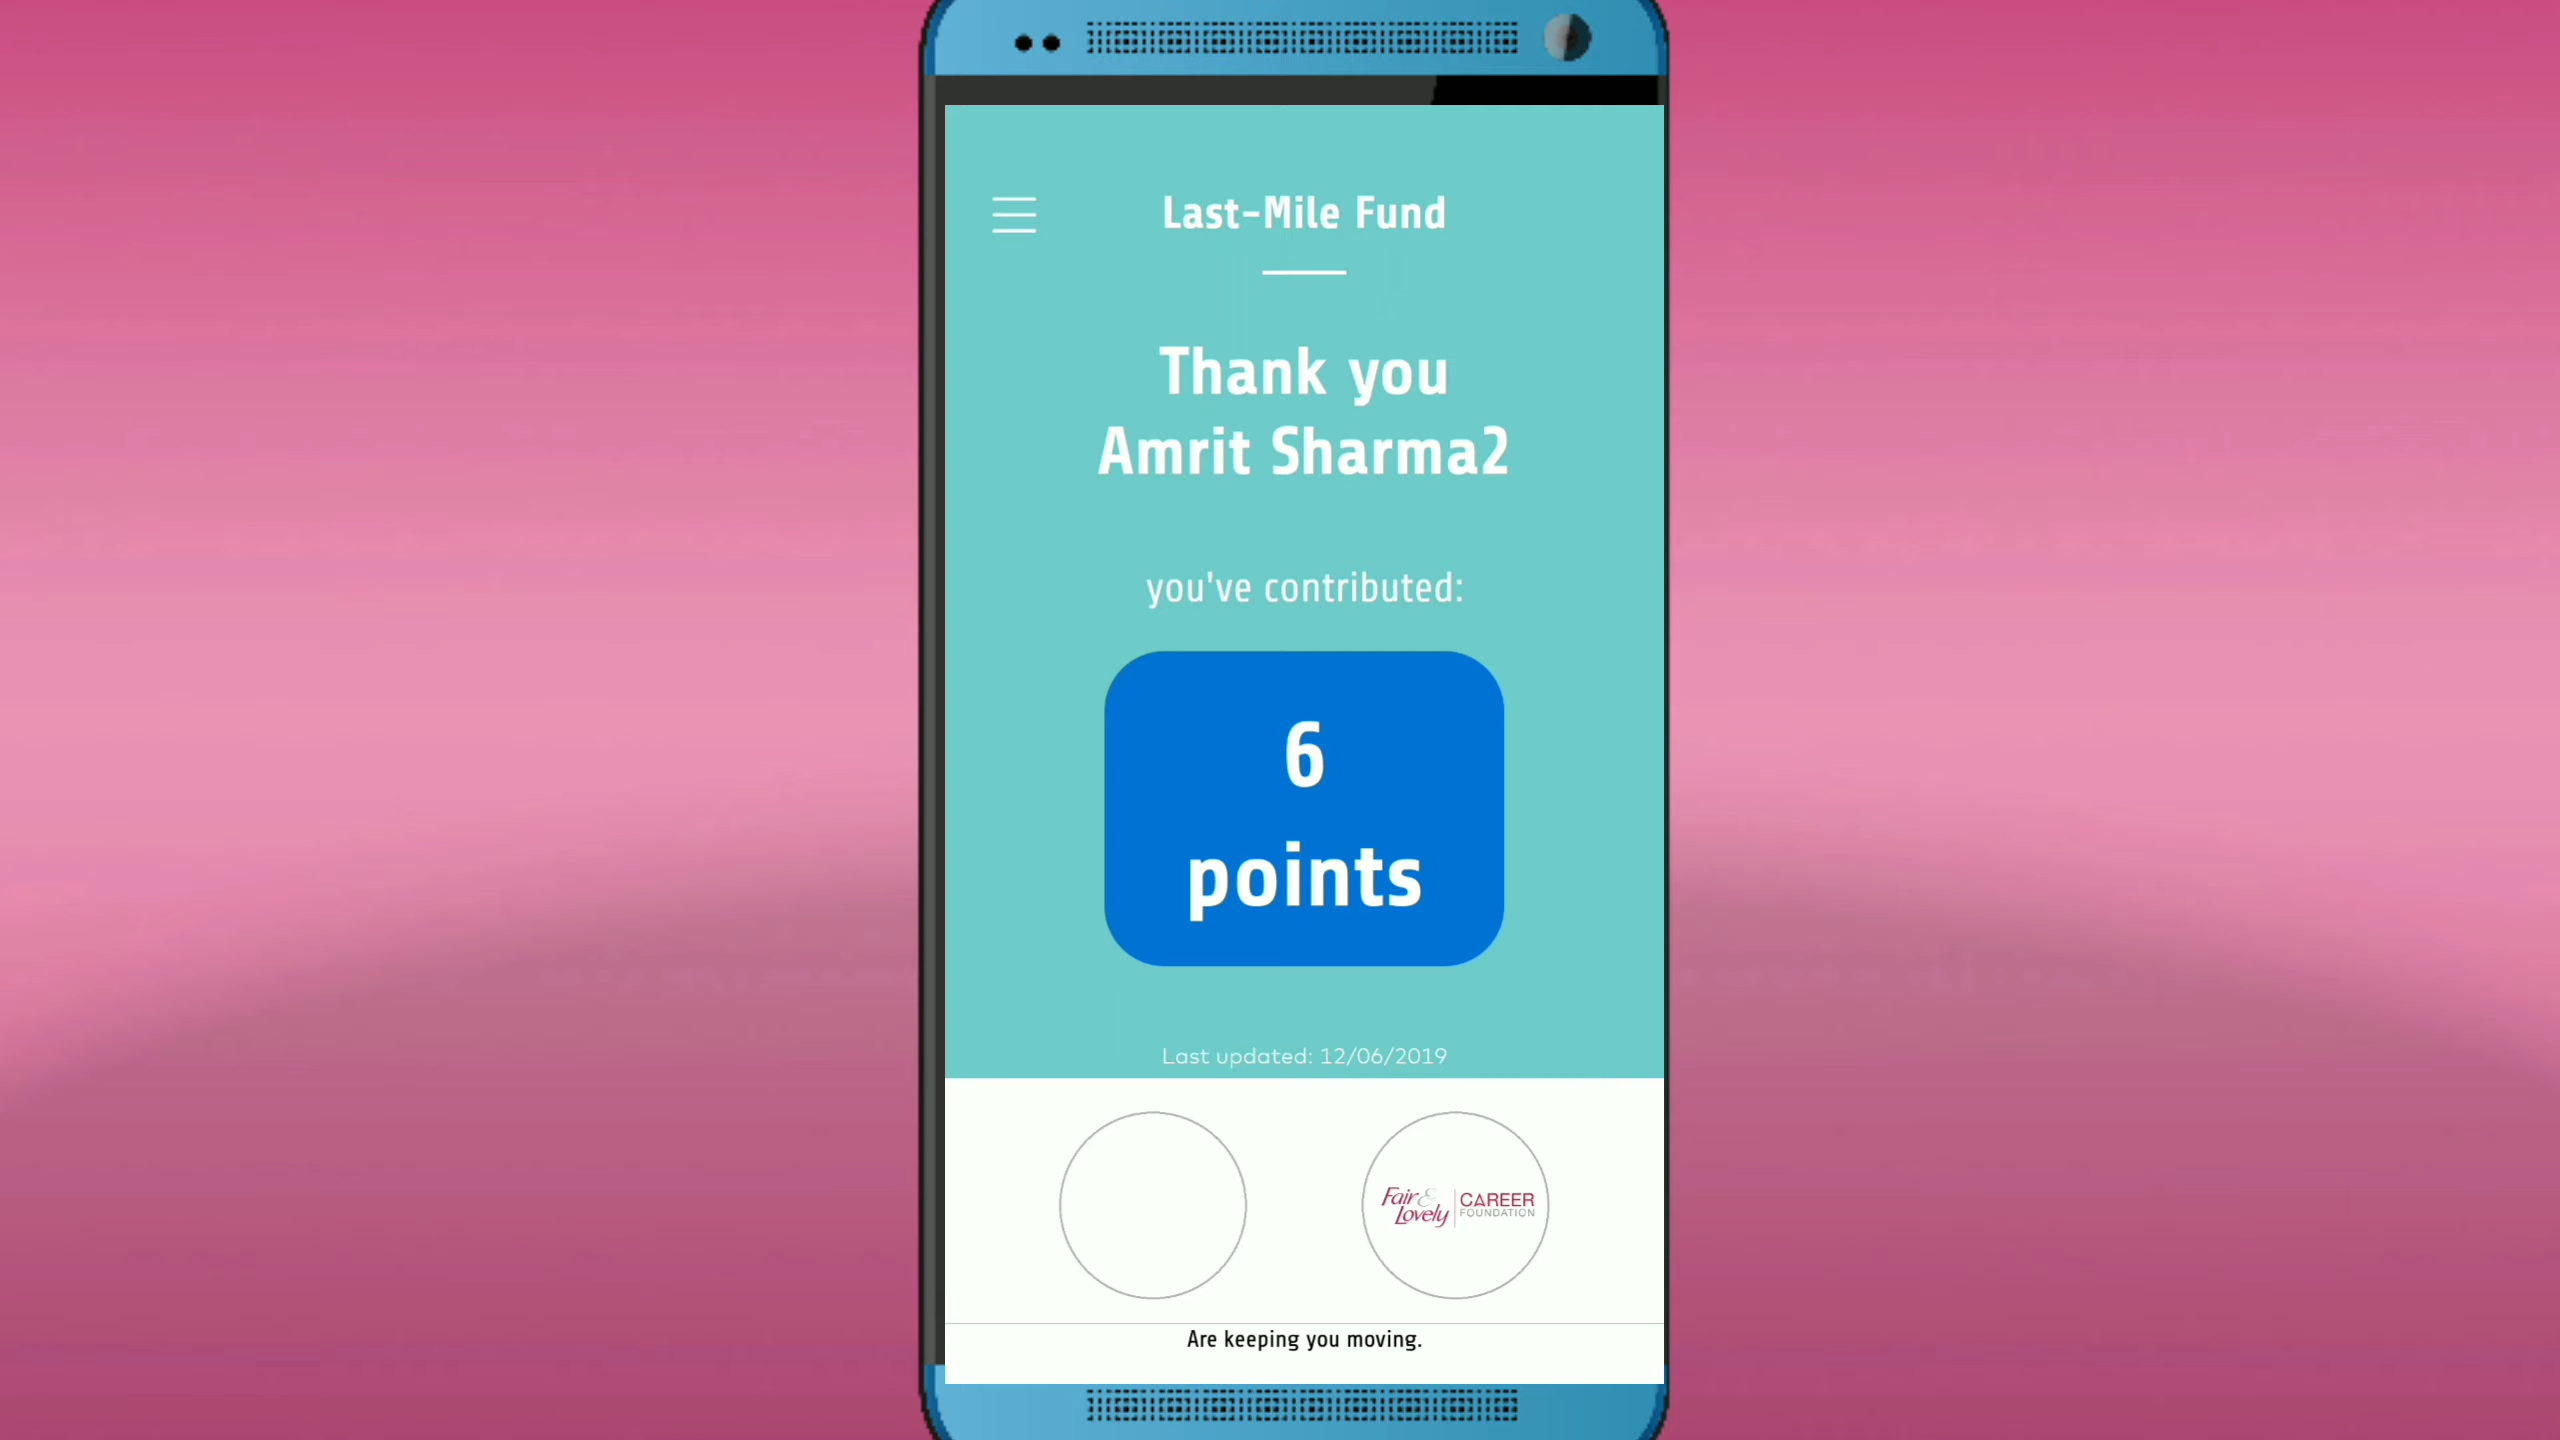 Last-Mile Fund
Thank you
Amrit Sharma2
you've contributed:
6
points
Last updated: 12/06/2019
Fair & Lovely
CAREER
FOUNDATION
Are keeping you moving.